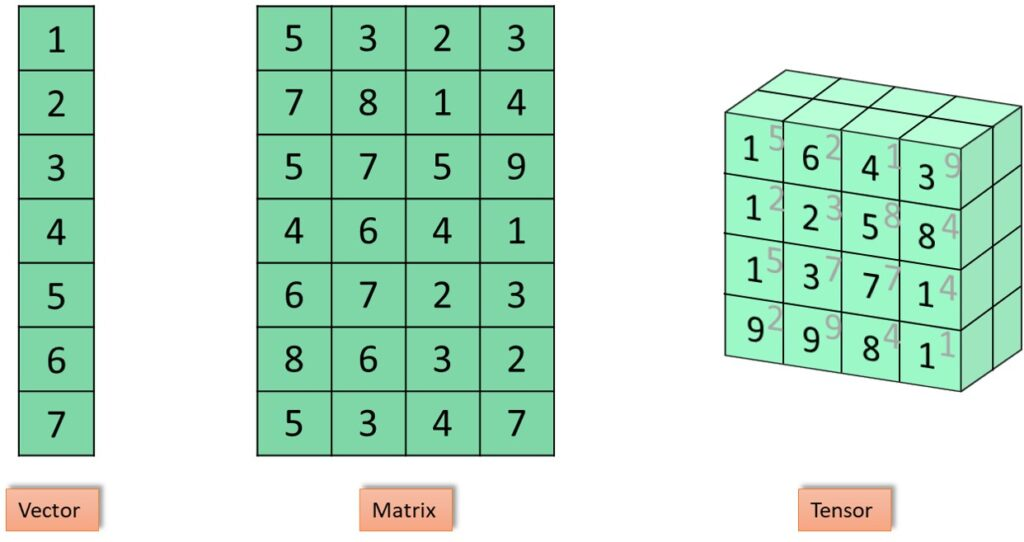 1
2
3
4
5
6
7
5 3 2 3
7 8 1 4
5 7 5 9
4 6 4 1
6 7 2 3
8 6 3 2
5 3 4 7
1 5 6 2 4 1 3 9
1 2 2 3 5 8 8 4
1 5 3 7 7 7 1 4
9 2 9 9 8 4 1 1
Vector
Matrix
Tensor